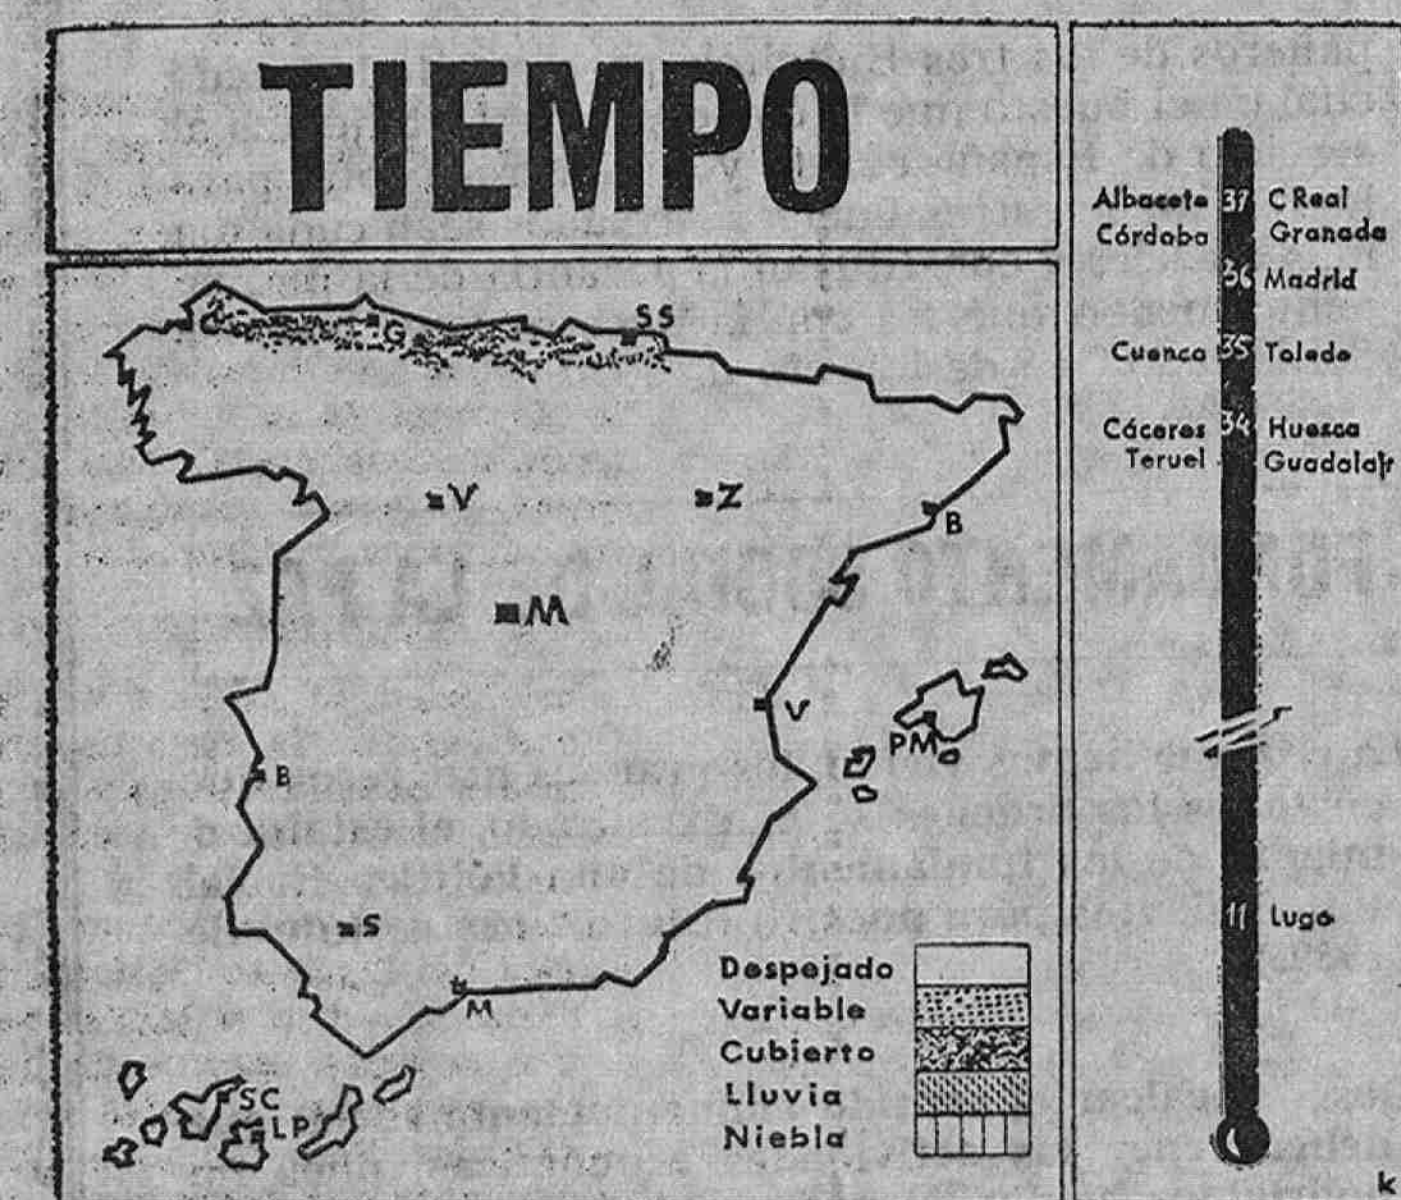 TIEMPO
C
G
SS
V
Z
B
M
V
PM
B
S
M
SC
LP
Despejado
Variable
Cubierto
Lluvia
Niebla
Albacete 37 C Real
Córdoba Granada
36 Madrid
Cuenca 35 Toledo
Cáceres 34 Huesca
Teruel Guadalajr
11 Lugo
k